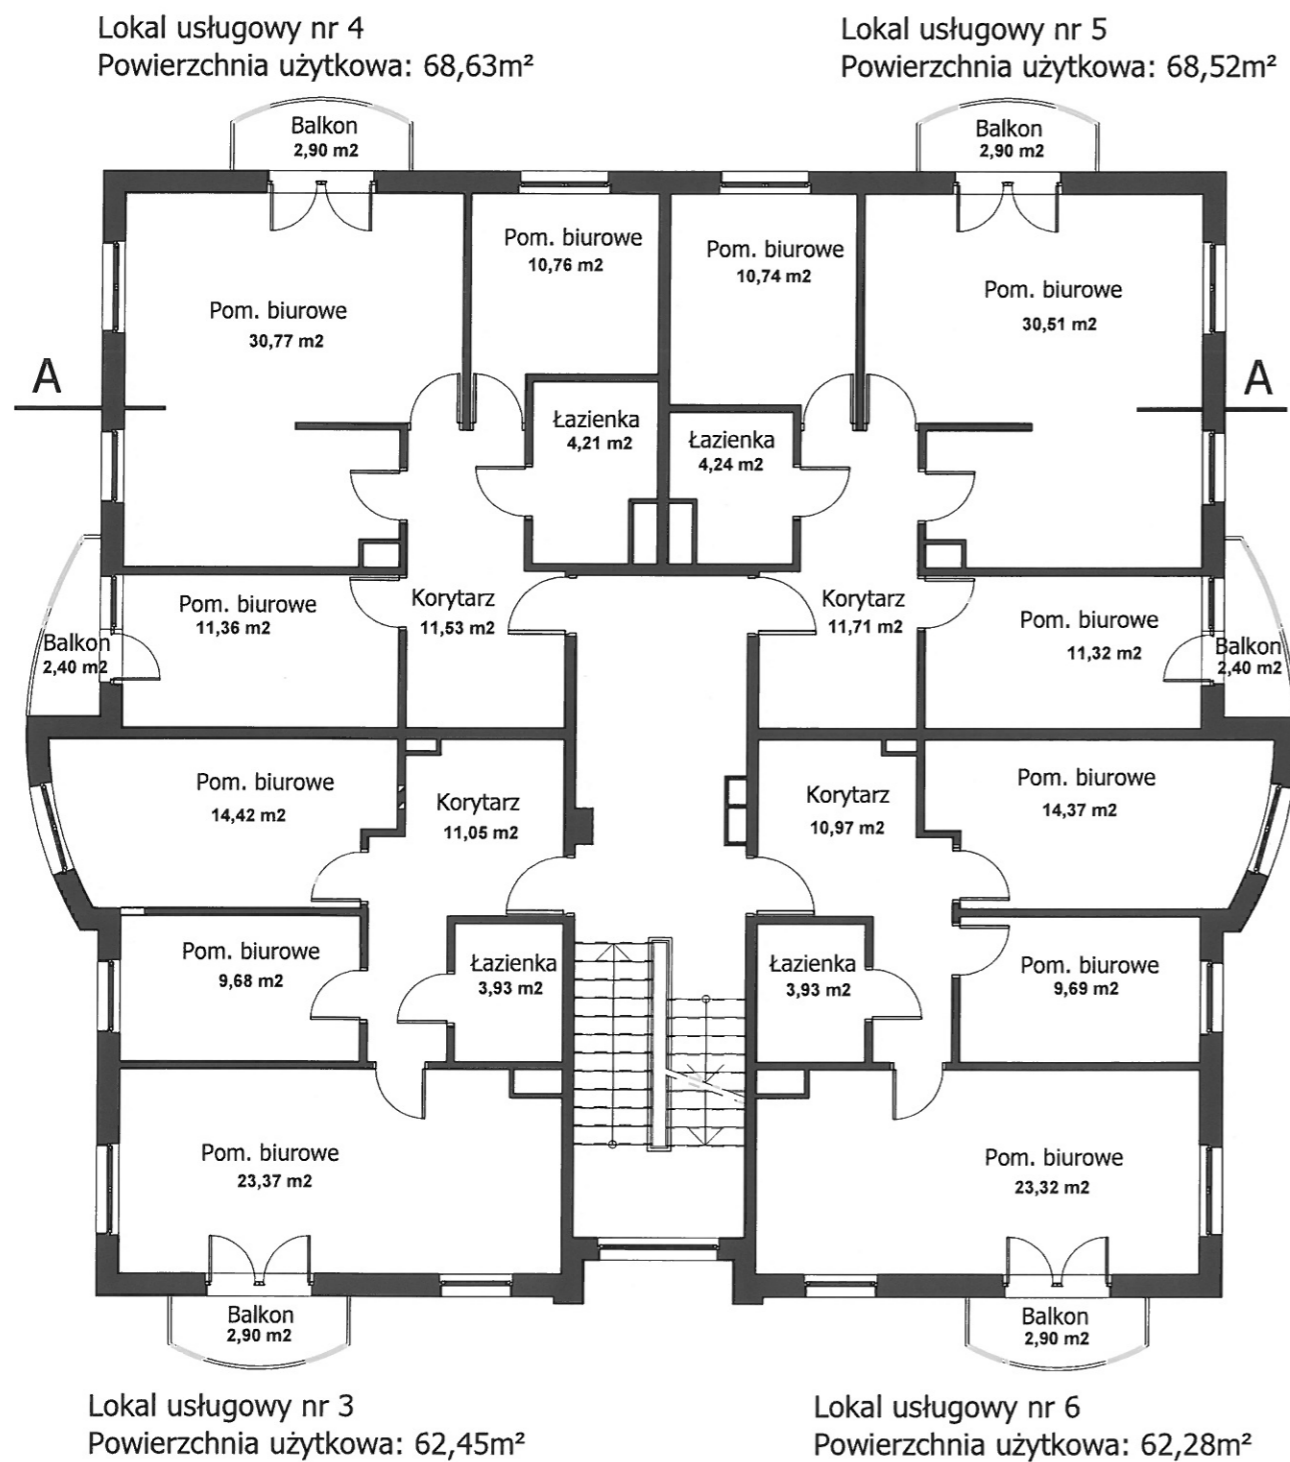 Lokal usługowy nr 4
Powierzchnia użytkowa: 68,63m²
Lokal usługowy nr 5
Powierzchnia użytkowa: 68,52m²
Balkon
2,90 m2
Balkon
2,90 m2
Pom. biurowe
10,76 m2
Pom. biurowe
10,74 m2
Pom. biurowe
30,77 m2
Pom. biurowe
30,51 m2
A
A
Łazienka
4,21 m2
Łazienka
4,24 m2
Pom. biurowe
11,36 m2
Korytarz
11,53 m2
Korytarz
11,71 m2
Pom. biurowe
11,32 m2
Balkon
2,40 m2
Balkon
2,40 m2
Pom. biurowe
14,42 m2
Korytarz
11,05 m2
Korytarz
10,97 m2
Pom. biurowe
14,37 m2
Pom. biurowe
9,68 m2
Łazienka
3,93 m2
Łazienka
3,93 m2
Pom. biurowe
9,69 m2
Pom. biurowe
23,37 m2
Pom. biurowe
23,32 m2
Balkon
2,90 m2
Balkon
2,90 m2
Lokal usługowy nr 3
Powierzchnia użytkowa: 62,45m²
Lokal usługowy nr 6
Powierzchnia użytkowa: 62,28m²